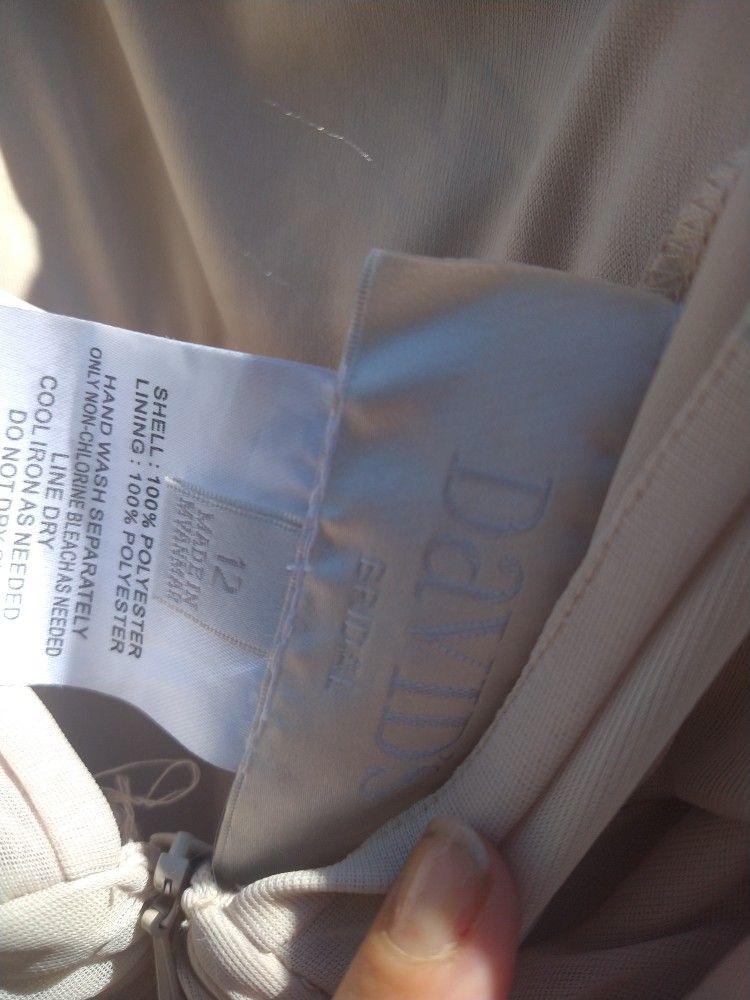 DaVID's
BRIDAL
12
MADE IN
MYANMAR
SHELL : 100% POLYESTER
LINING : 100% POLYESTER
HAND WASH SEPARATELY
ONLY NON-CHLORINE BLEACH AS NEEDED
LINE DRY
COOL IRON AS NEEDED
DO NOT DRY